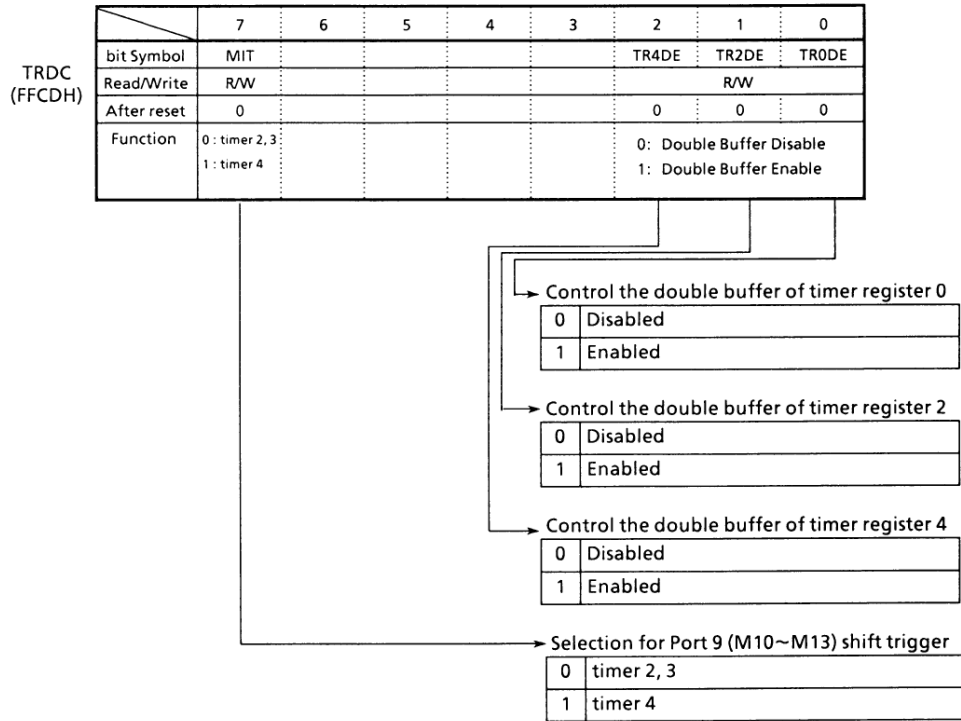 7 6 5 4 3 2 1 0
TRDC
(FFCDH)
bit Symbol MIT TR4DE TR2DE TR0DE
Read/Write R/W R/W
After reset 0 0 0 0
Function 0 : timer 2, 3 0: Double Buffer Disable
1 : timer 4 1: Double Buffer Enable
Control the double buffer of timer register 0
0 Disabled
1 Enabled
Control the double buffer of timer register 2
0 Disabled
1 Enabled
Control the double buffer of timer register 4
0 Disabled
1 Enabled
Selection for Port 9 (M10~M13) shift trigger
0 timer 2, 3
1 timer 4